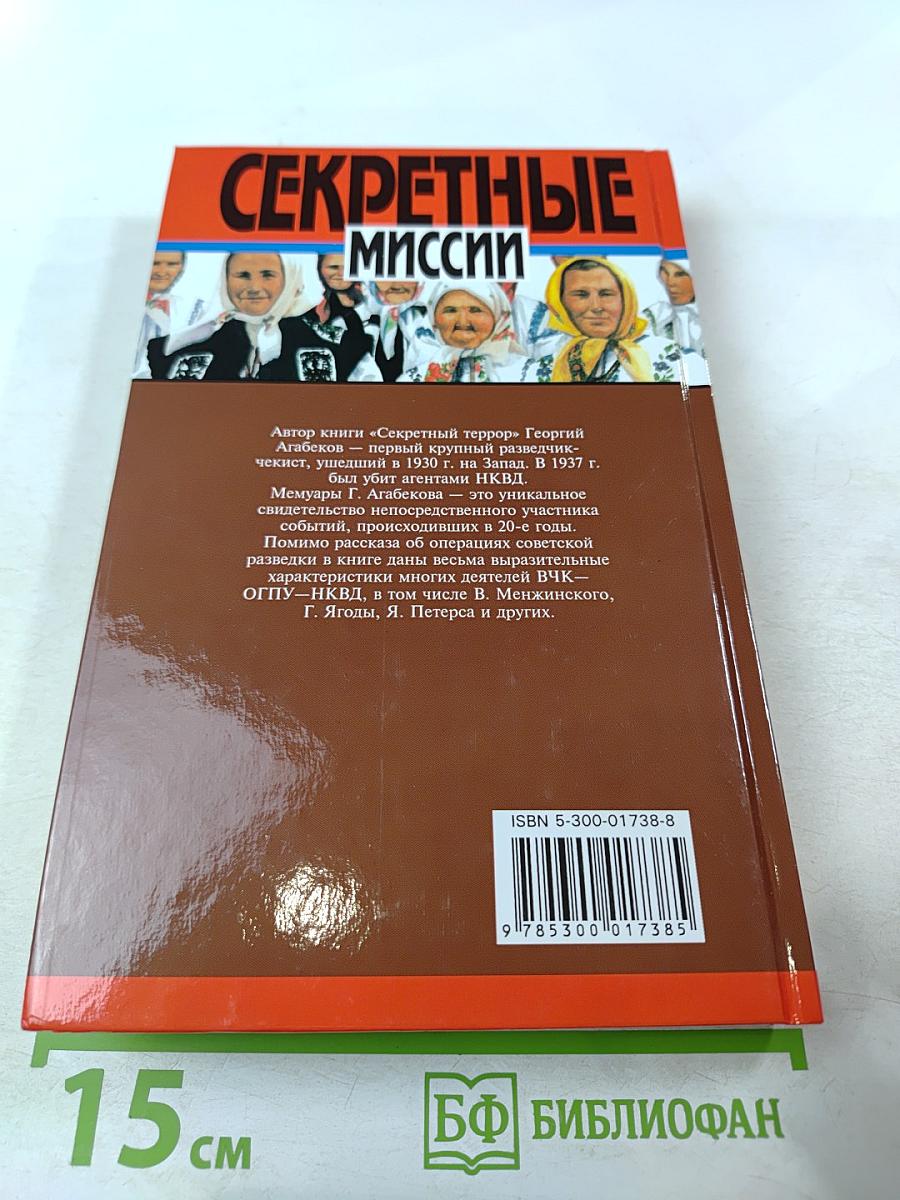 СЕКРЕТНЫЕ
МИССИИ
Автор книги «Секретный террор» Георгий
Агабеков — первый крупный разведчик-
чекист, ушедший в 1930 г. на Запад. В 1937 г.
был убит агентами НКВД.
Мемуары Г. Агабекова — это уникальное
свидетельство непосредственного участника
событий, происходивших в 20-е годы.
Помимо рассказа об операциях советской
разведки в книге даны весьма выразительные
характеристики многих деятелей ВЧК—
ОГПУ—НКВД, в том числе В. Менжинского,
Г. Ягоды, Я. Петерса и других.
ISBN 5-300-01738-8
9 785300 017385
15 см
БФ БИБЛИОФАН